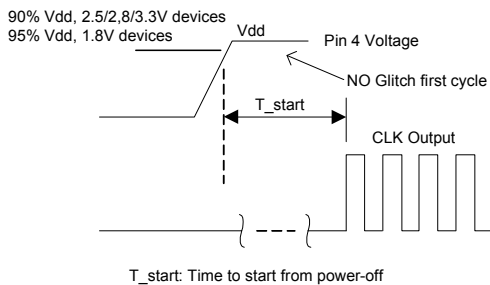 90% Vdd, 2.5/2,8/3.3V devices
95% Vdd, 1.8V devices
Vdd
Pin 4 Voltage
NO Glitch first cycle
T_start
CLK Output
T_start: Time to start from power-off